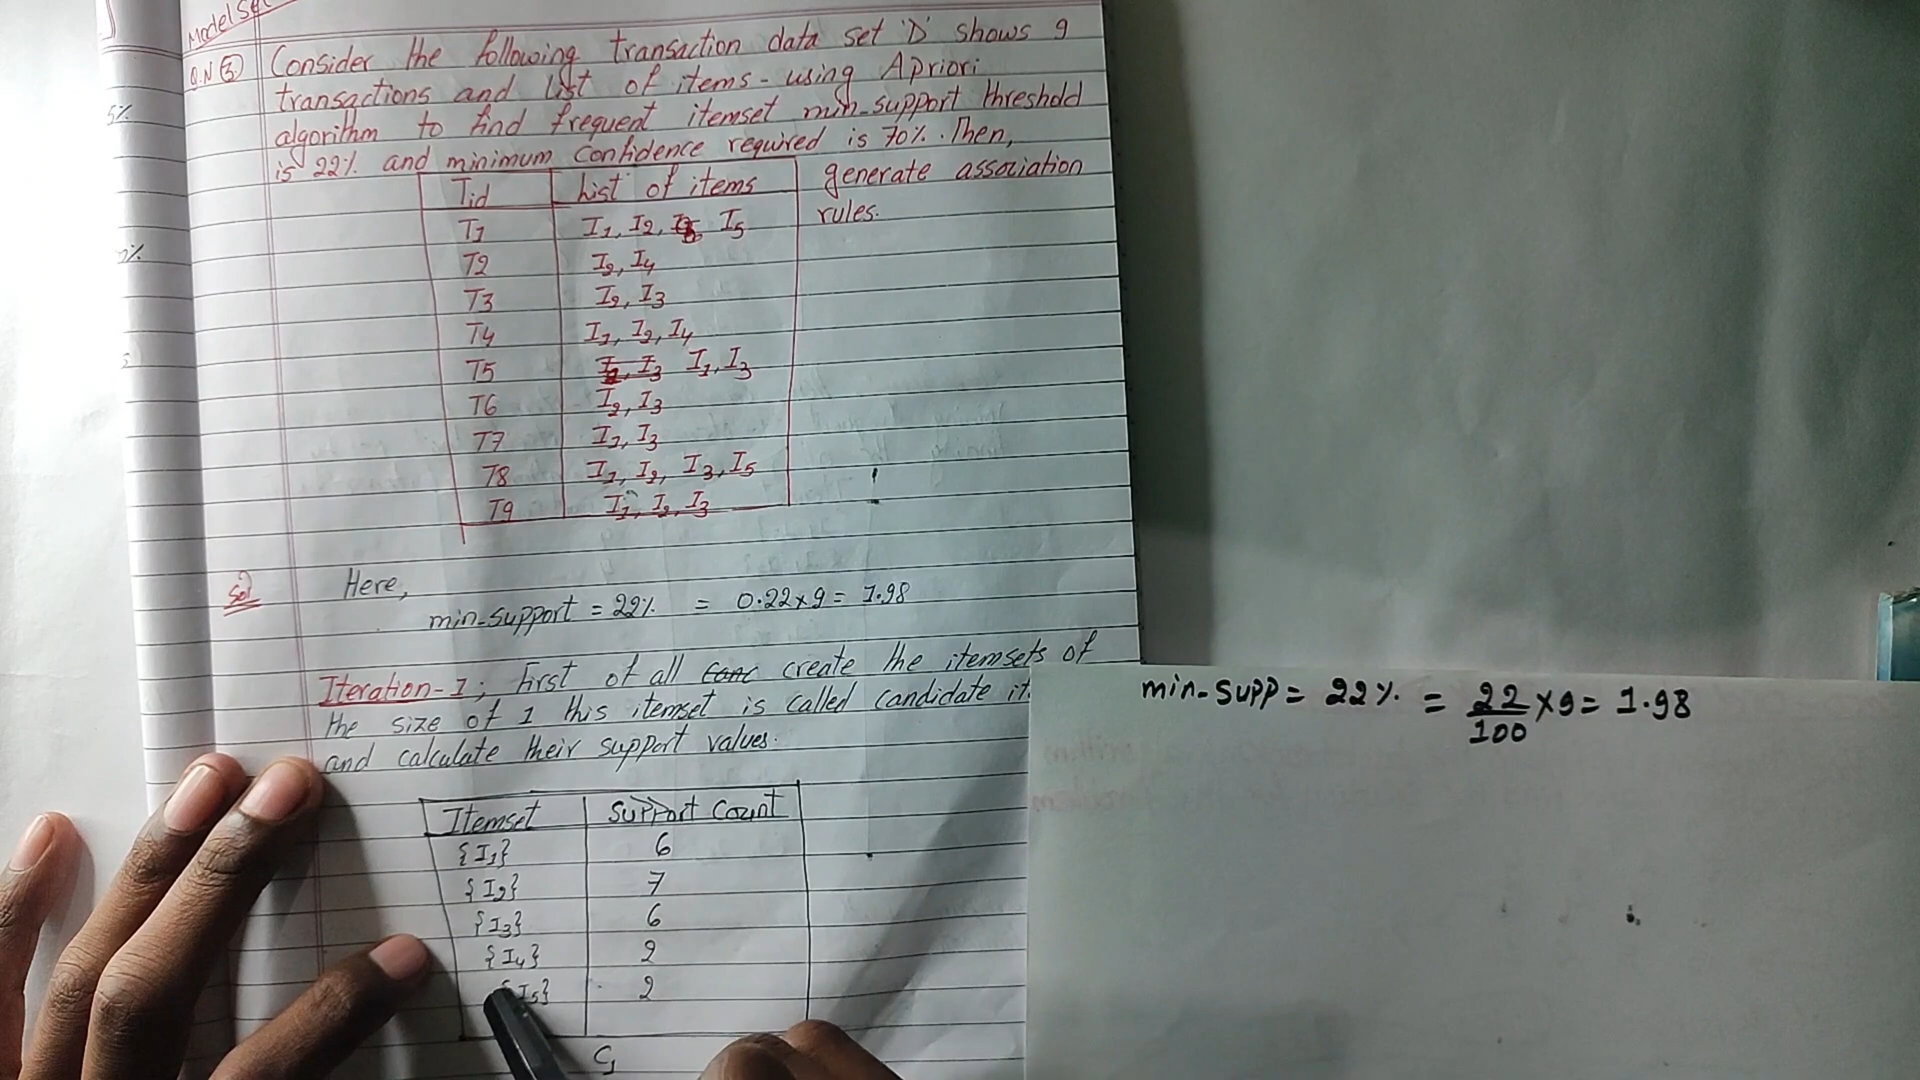 Model Set
Q.N 3 Consider the following transaction data set 'D' shows 9
transactions and list of items - using Apriori
algorithm to find frequent itemset min-support threshold
is 22% and minimum confidence required is 70%. Then,
generate association
rules.
Tid List of items
T1 I1, I2, I5
T2 I2, I4
T3 I2, I3
T4 I1, I2, I4
T5 I1, I3
T6 I2, I3
T7 I1, I3
T8 I1, I2, I3, I5
T9 I1, I2, I3
Sol Here,
min-support = 22% = 0.22 x 9 = 1.98
Iteration-1; First of all create the itemsets of
the size of 1 this itemset is called candidate
and calculate their support values.
Itemset Support Count
{I1} 6
{I2} 7
{I3} 6
{I4} 2
{I5} 2
C1
min-supp = 22% = 22/100 x 9 = 1.98